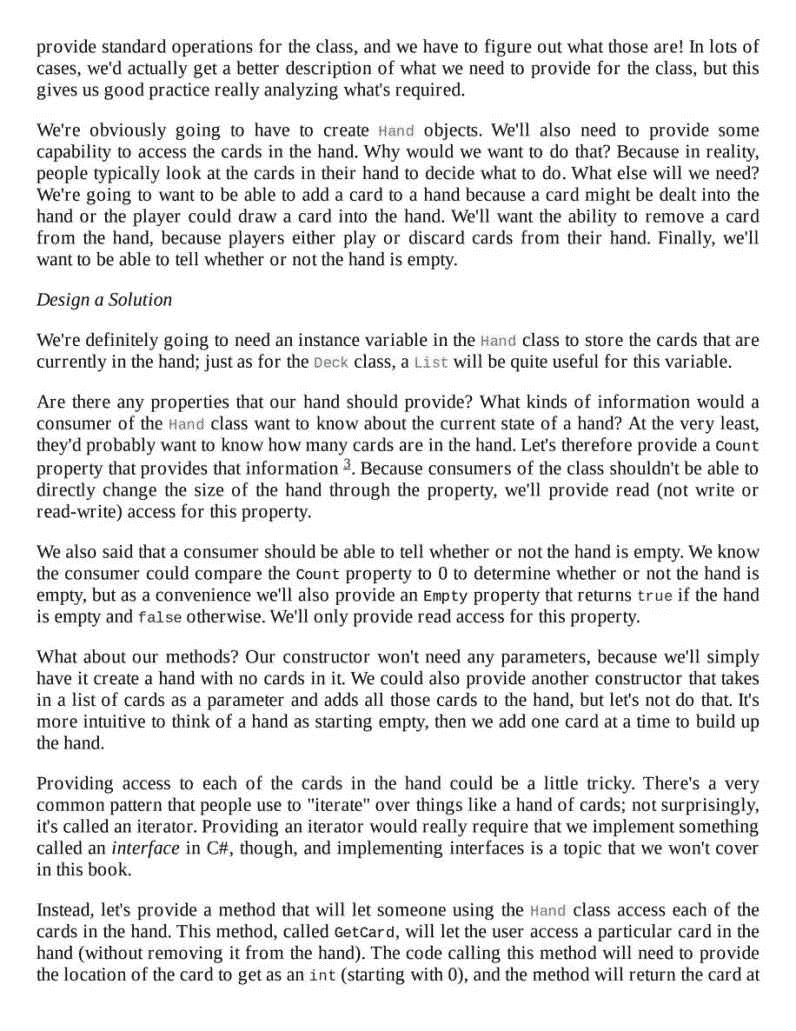 provide standard operations for the class, and we have to figure out what those are! In lots of
cases, we'd actually get a better description of what we need to provide for the class, but this
gives us good practice really analyzing what's required.
We're obviously going to have to create Hand objects. We'll also need to provide some
capability to access the cards in the hand. Why would we want to do that? Because in reality,
people typically look at the cards in their hand to decide what to do. What else will we need?
We're going to want to be able to add a card to a hand because a card might be dealt into the
hand or the player could draw a card into the hand. We'll want the ability to remove a card
from the hand, because players either play or discard cards from their hand. Finally, we'll
want to be able to tell whether or not the hand is empty.
Design a Solution
We're definitely going to need an instance variable in the Hand class to store the cards that are
currently in the hand; just as for the Deck class, a List will be quite useful for this variable.
Are there any properties that our hand should provide? What kinds of information would a
consumer of the Hand class want to know about the current state of a hand? At the very least,
they'd probably want to know how many cards are in the hand. Let's therefore provide a Count
property that provides that information 3. Because consumers of the class shouldn't be able to
directly change the size of the hand through the property, we'll provide read (not write or
read-write) access for this property.
We also said that a consumer should be able to tell whether or not the hand is empty. We know
the consumer could compare the Count property to 0 to determine whether or not the hand is
empty, but as a convenience we'll also provide an Empty property that returns true if the hand
is empty and false otherwise. We'll only provide read access for this property.
What about our methods? Our constructor won't need any parameters, because we'll simply
have it create a hand with no cards in it. We could also provide another constructor that takes
in a list of cards as a parameter and adds all those cards to the hand, but let's not do that. It's
more intuitive to think of a hand as starting empty, then we add one card at a time to build up
the hand.
Providing access to each of the cards in the hand could be a little tricky. There's a very
common pattern that people use to "iterate" over things like a hand of cards; not surprisingly,
it's called an iterator. Providing an iterator would really require that we implement something
called an interface in C#, though, and implementing interfaces is a topic that we won't cover
in this book.
Instead, let's provide a method that will let someone using the Hand class access each of the
cards in the hand. This method, called GetCard, will let the user access a particular card in the
hand (without removing it from the hand). The code calling this method will need to provide
the location of the card to get as an int (starting with 0), and the method will return the card at